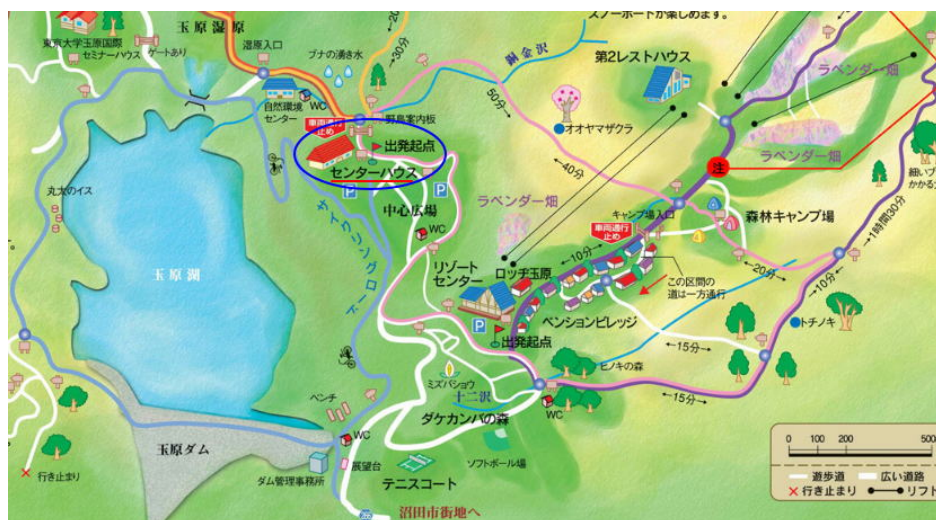 スノーボードが楽しめます。
玉原湿原
東京大学玉原国際
セミナーハウス
ゲートあり
湿原入口
ブナの湧き水
←20
→30分
銅金沢
第2レストハウス
ラベンダー畑
自然環境
センター
WC
車両通行
止め
野鳥案内板
50分
オオヤマザクラ
ラベンダー畑
出発起点
センターハウス
←40分
注
細いブ
かかる大
丸太のイス
P
P
中心広場
ラベンダー畑
キャンプ場入口
森林キャンプ場
サイクリングロード
WC
車両通行
止め
→1時間30分
玉原湖
リゾート
センター
ロッヂ玉原
←10分→
この区間の
道は一方通行
←20分→
→10分
P
出発起点
ペンションビレッジ
トチノキ
←15分→
ミズバショウ
ヒノキの森
十二沢
←15分→
ベンチ
ダケカンバの森
WC
WC
玉原ダム
展望台
ソフトボール場
ダム管理事務所
テニスコート
行き止まり
沼田市街地へ
0 100 200 500
遊歩道 広い道路
行き止まり リフト